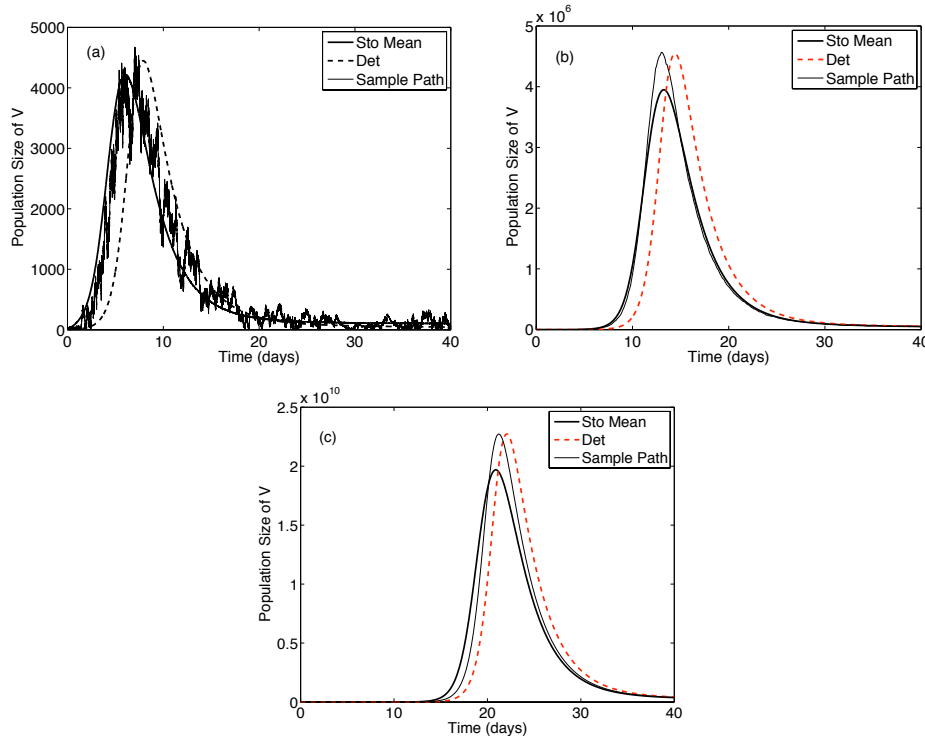 (a)
Sto Mean
Det
Sample Path
5000
4000
3000
2000
1000
0
Population Size of V
0 10 20 30 40
Time (days)
x 10^6
(b)
Sto Mean
Det
Sample Path
5
4
3
2
1
0
Population Size of V
0 10 20 30 40
Time (days)
x 10^10
(c)
Sto Mean
Det
Sample Path
2.5
2
1.5
1
0.5
0
Population Size of V
0 10 20 30 40
Time (days)